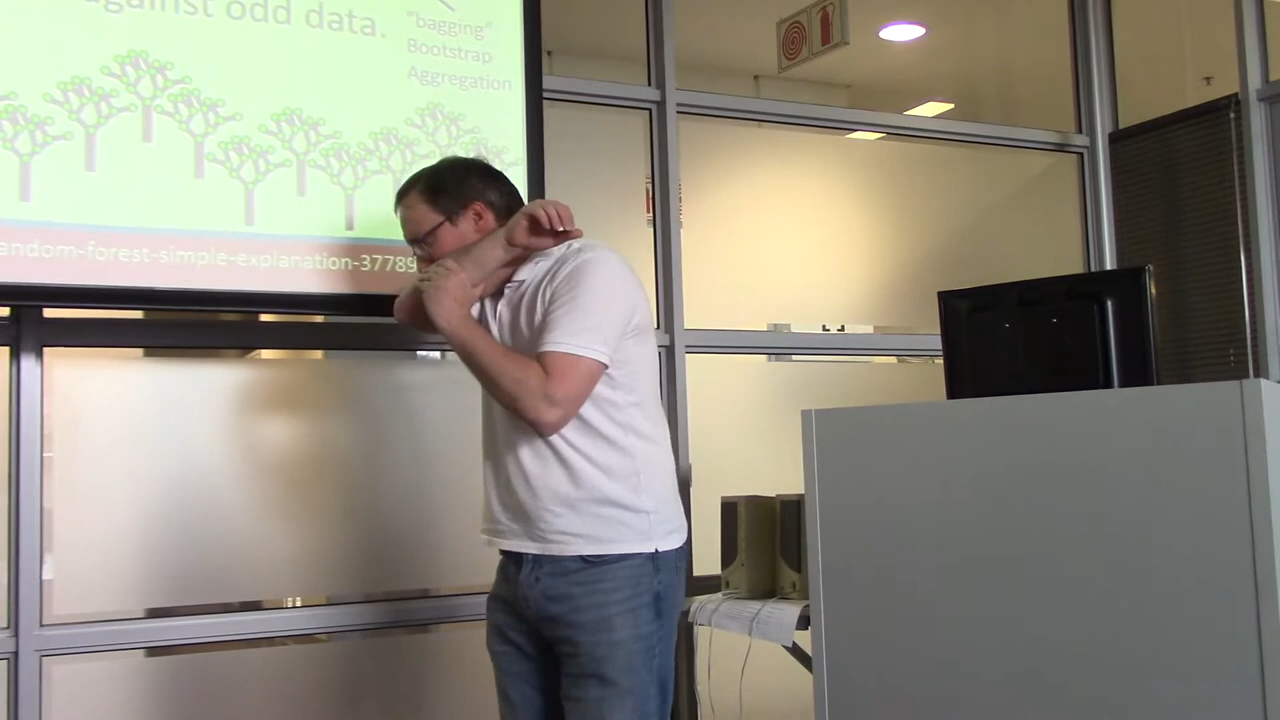 against odd data.
"bagging"
Bootstrap
Aggregation
andom-forest-simple-explanation-37789